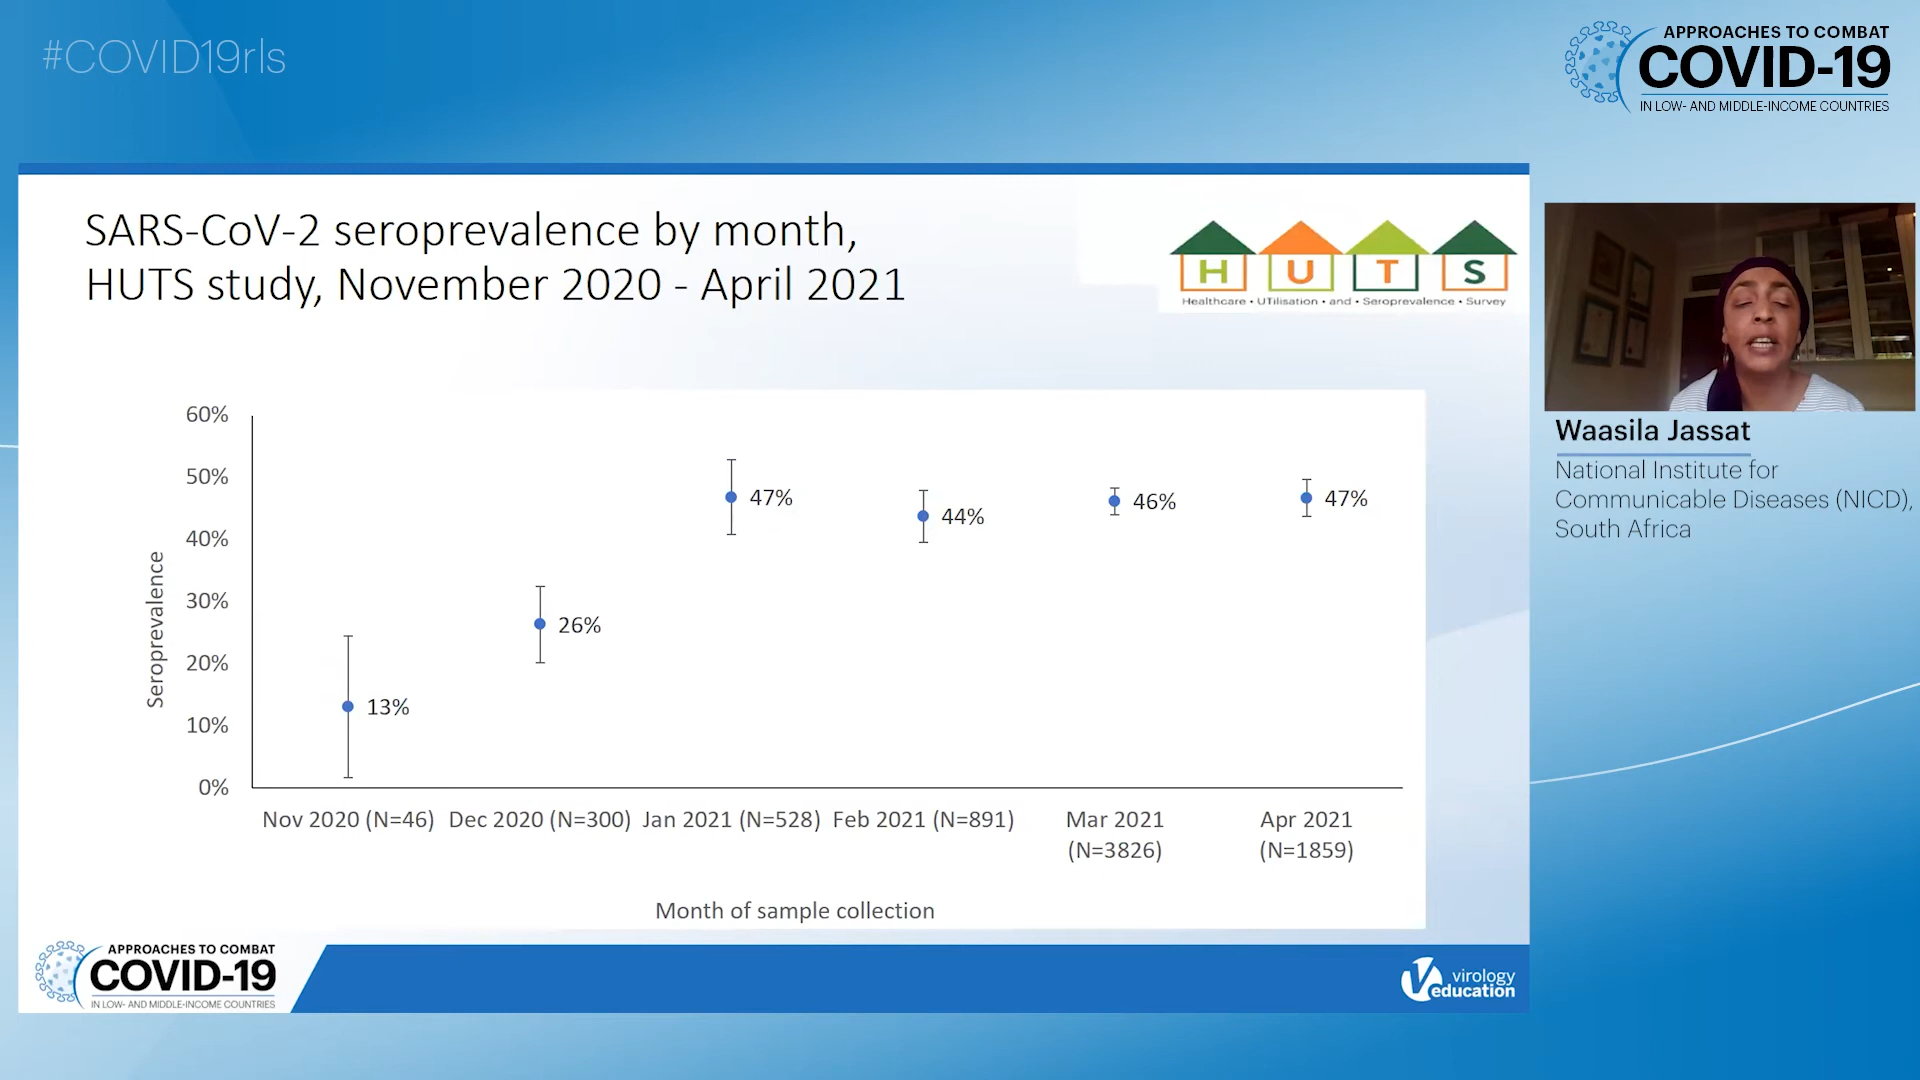 #COVID19rls
APPROACHES TO COMBAT
COVID-19
IN LOW- AND MIDDLE-INCOME COUNTRIES
SARS-CoV-2 seroprevalence by month,
HUTS study, November 2020 - April 2021
H U T S
Healthcare • UTilisation • and • Seroprevalence • Survey
Waasila Jassat
National Institute for
Communicable Diseases (NICD),
South Africa
Seroprevalence
60%
50%
40%
30%
20%
10%
0%
13%
26%
47%
44%
46%
47%
Nov 2020 (N=46) Dec 2020 (N=300) Jan 2021 (N=528) Feb 2021 (N=891) Mar 2021 Apr 2021
(N=3826) (N=1859)
Month of sample collection
APPROACHES TO COMBAT
COVID-19
IN LOW- AND MIDDLE-INCOME COUNTRIES
virology
education